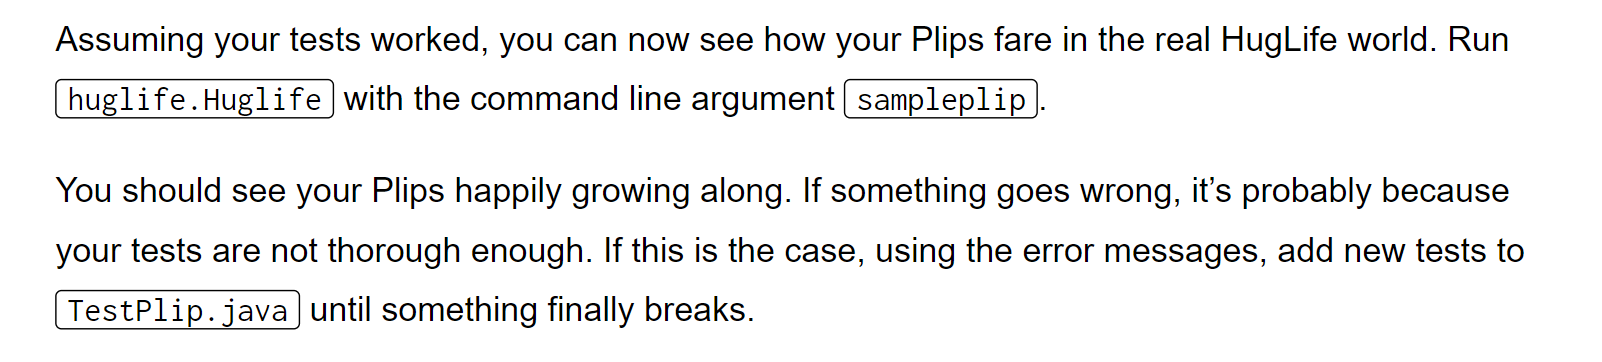 Assuming your tests worked, you can now see how your Plips fare in the real HugLife world. Run
huglife.Huglife with the command line argument sampleplip.
You should see your Plips happily growing along. If something goes wrong, it’s probably because
your tests are not thorough enough. If this is the case, using the error messages, add new tests to
TestPlip.java until something finally breaks.